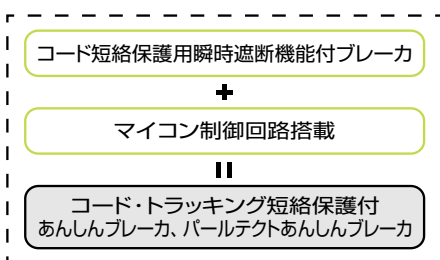 コード短絡保護用瞬時遮断機能付ブレーカ
+
マイコン制御回路搭載
=
コード・トラッキング短絡保護付
あんしんブレーカ、パールテクトあんしんブレーカ